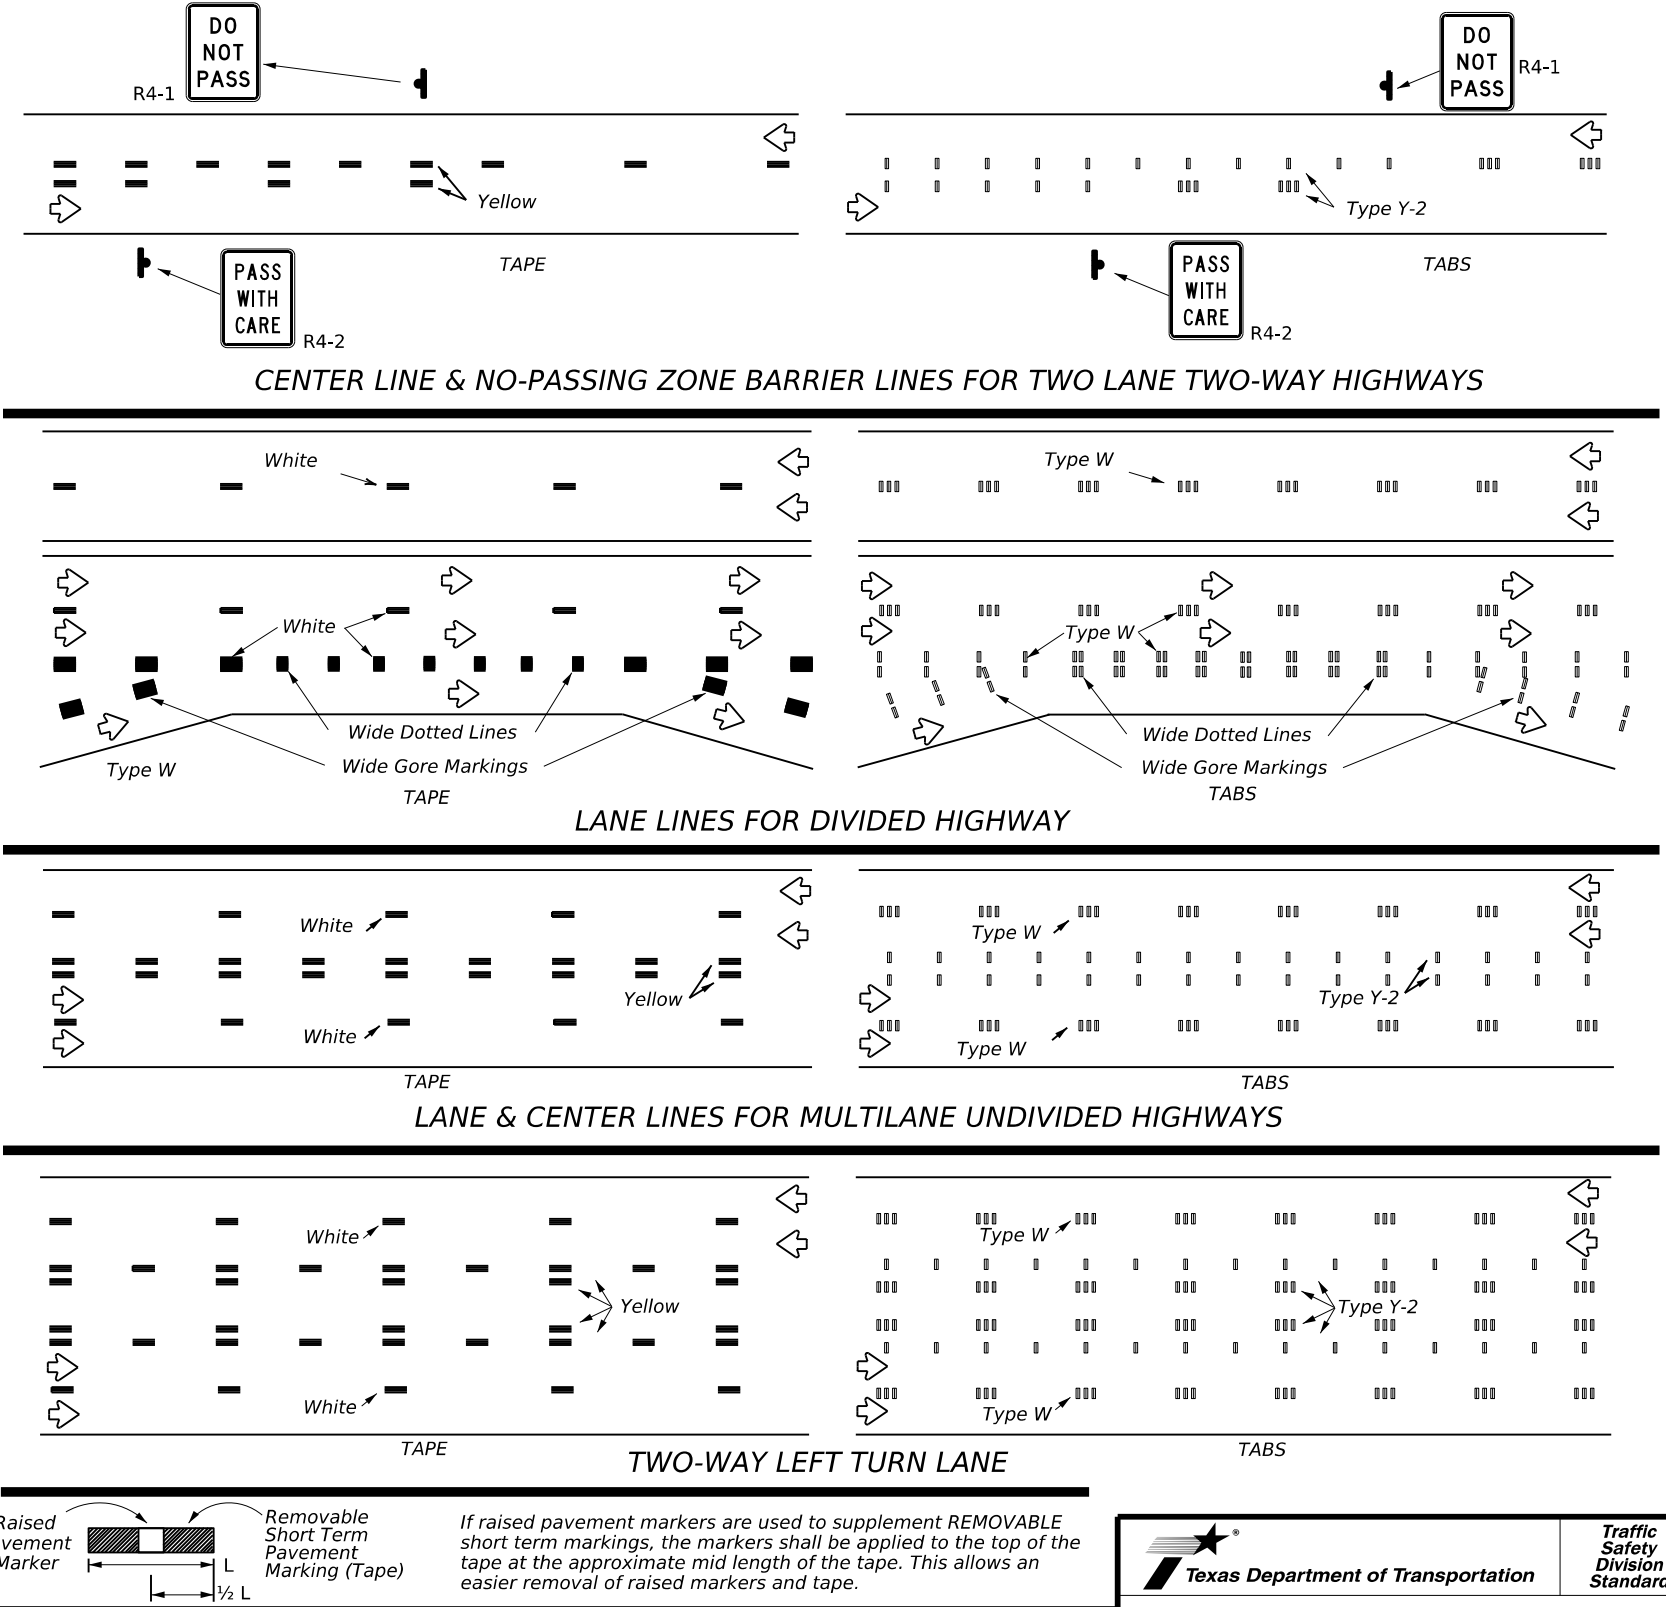 DO
NOT
PASS
R4-1
DO
NOT
PASS
R4-1
Yellow
Type Y-2
TAPE
TABS
PASS
WITH
CARE
R4-2
PASS
WITH
CARE
R4-2
CENTER LINE & NO-PASSING ZONE BARRIER LINES FOR TWO LANE TWO-WAY HIGHWAYS
White
Type W
White
Type W
Wide Dotted Lines
Wide Dotted Lines
Type W
Wide Gore Markings
Wide Gore Markings
TAPE
TABS
LANE LINES FOR DIVIDED HIGHWAY
White
Type W
Yellow
Type Y-2
White
Type W
TAPE
TABS
LANE & CENTER LINES FOR MULTILANE UNDIVIDED HIGHWAYS
White
Type W
Yellow
Type Y-2
White
Type W
TAPE
TABS
TWO-WAY LEFT TURN LANE
Raised
vement
Marker
L
½ L
Removable
Short Term
Pavement
Marking (Tape)
If raised pavement markers are used to supplement REMOVABLE
short term markings, the markers shall be applied to the top of the
tape at the approximate mid length of the tape. This allows an
easier removal of raised markers and tape.
®
Texas Department of Transportation
Traffic
Safety
Division
Standard